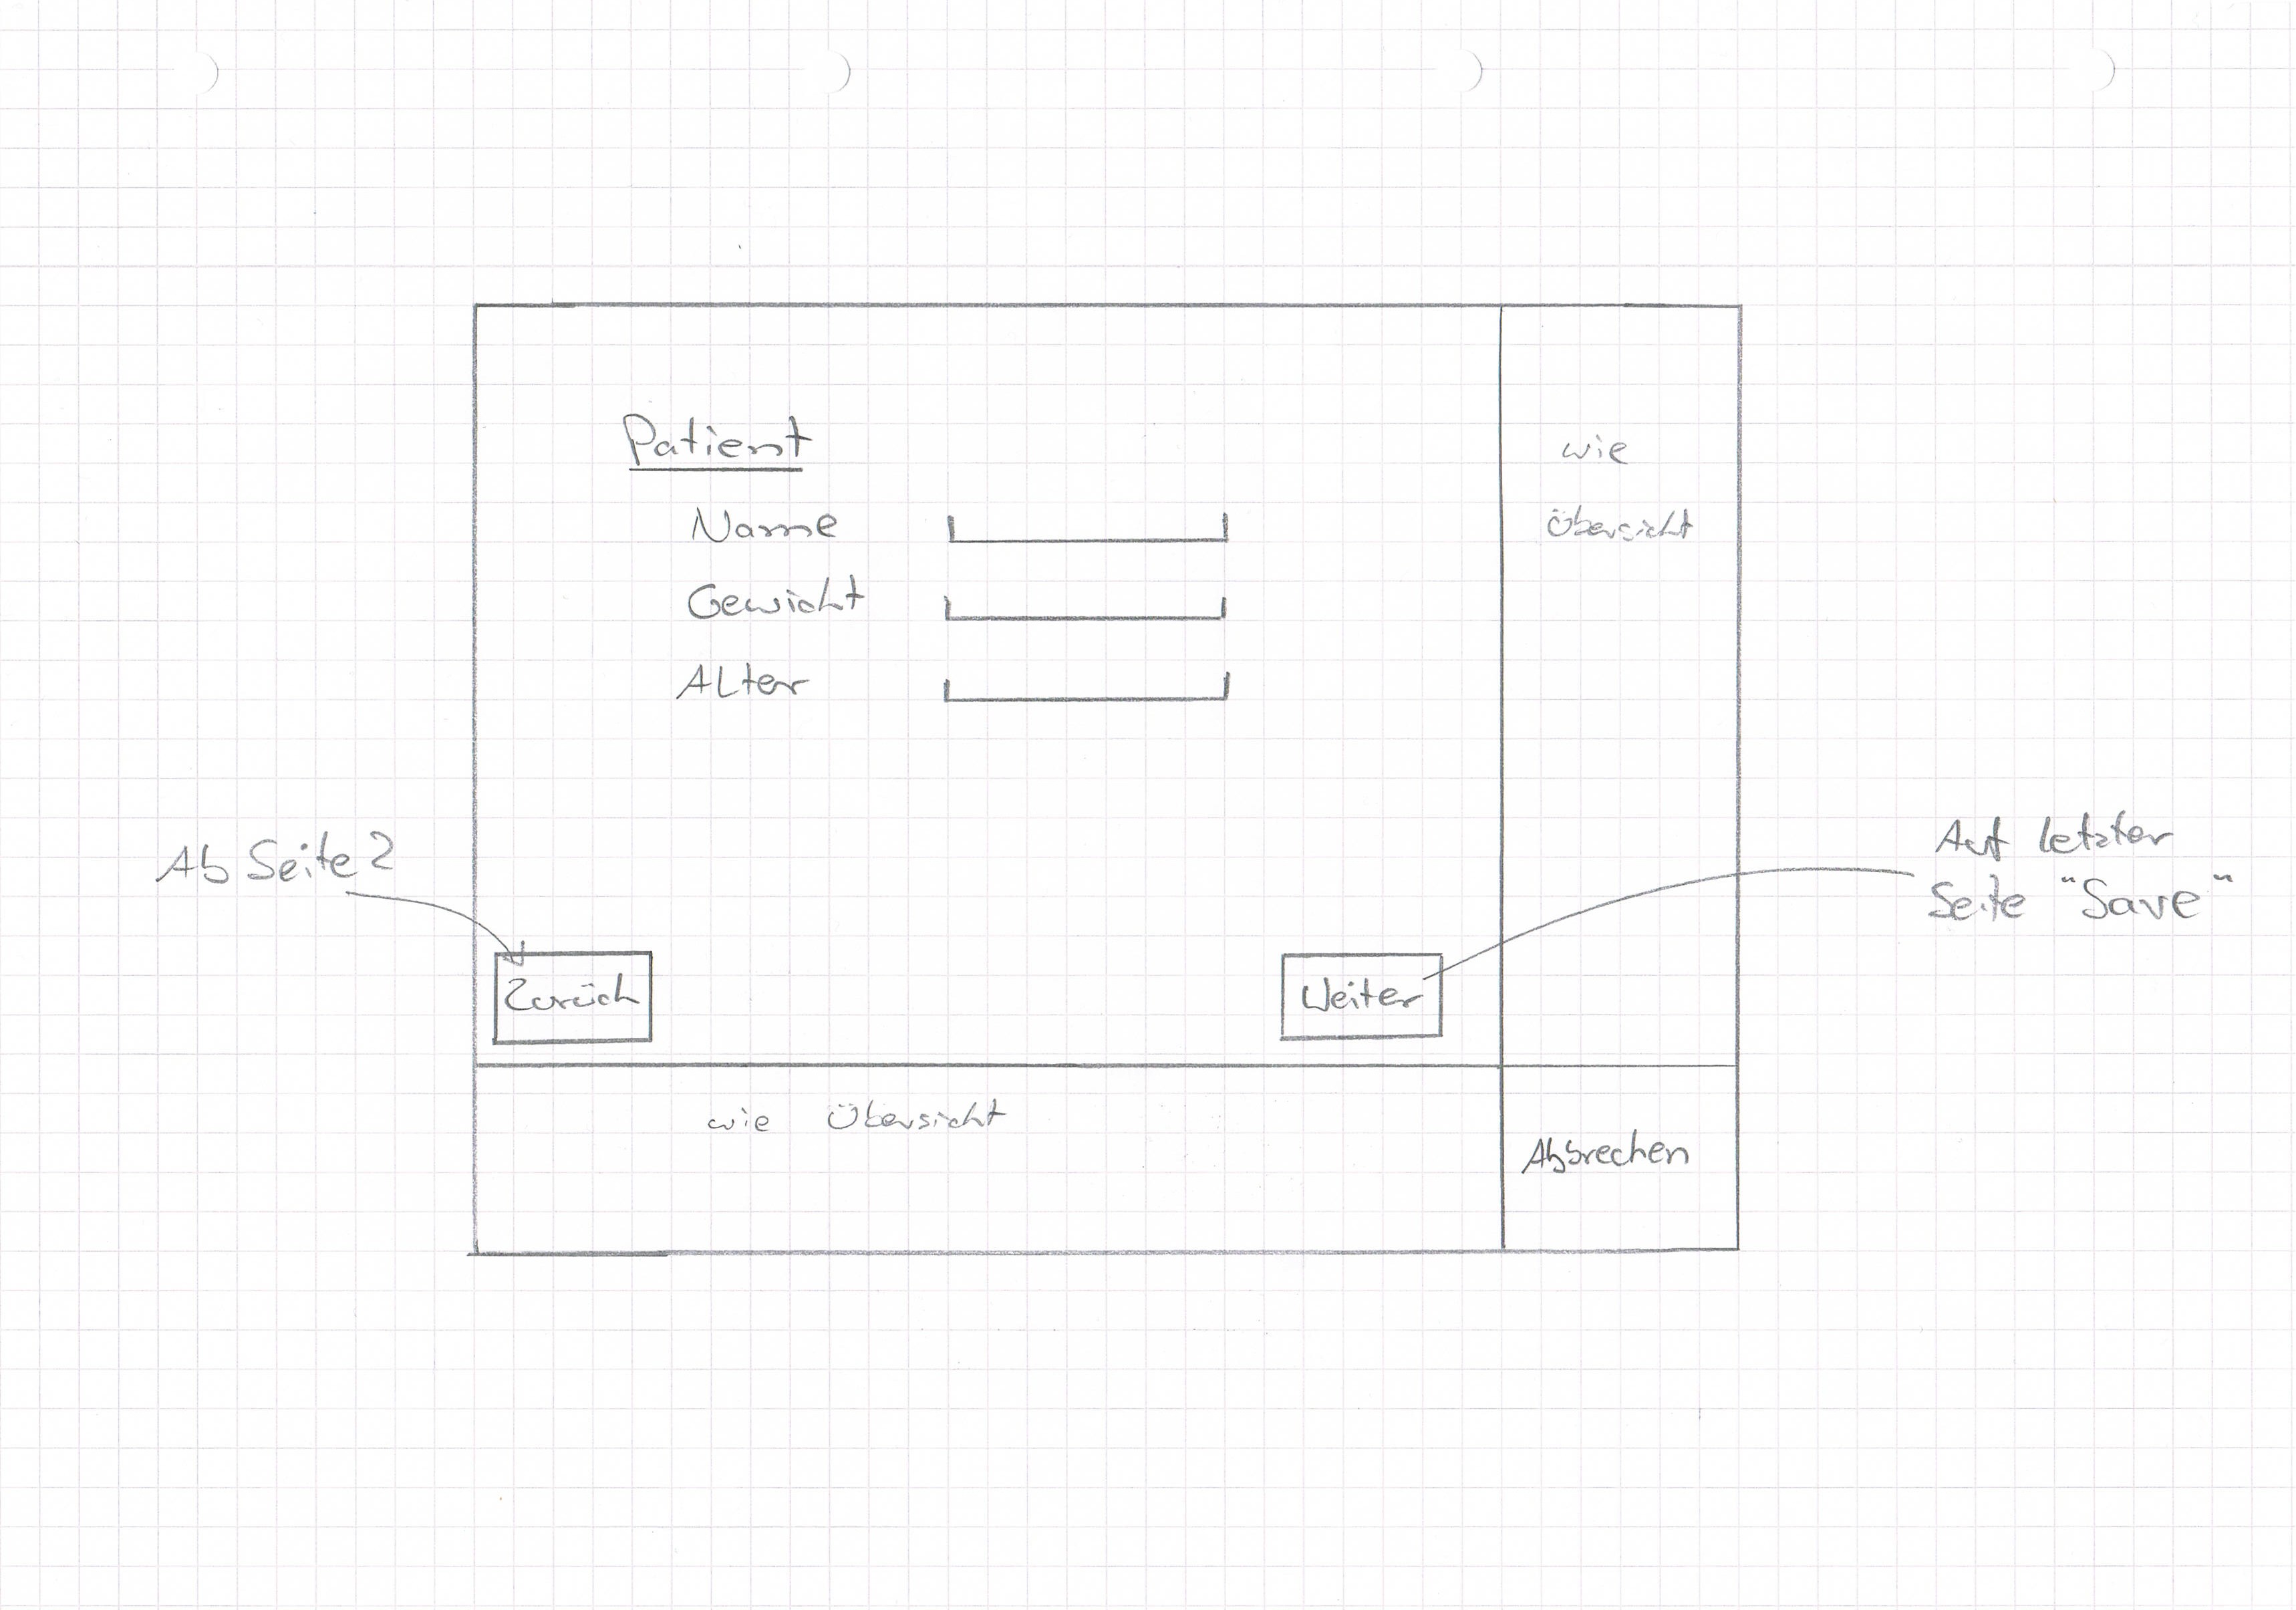 Patient
wie
Name
Übersicht
Gewicht
Alter
Ab Seite 2
Auf letzter
Seite "Save"
Zurück
Weiter
wie Übersicht
Abbrechen